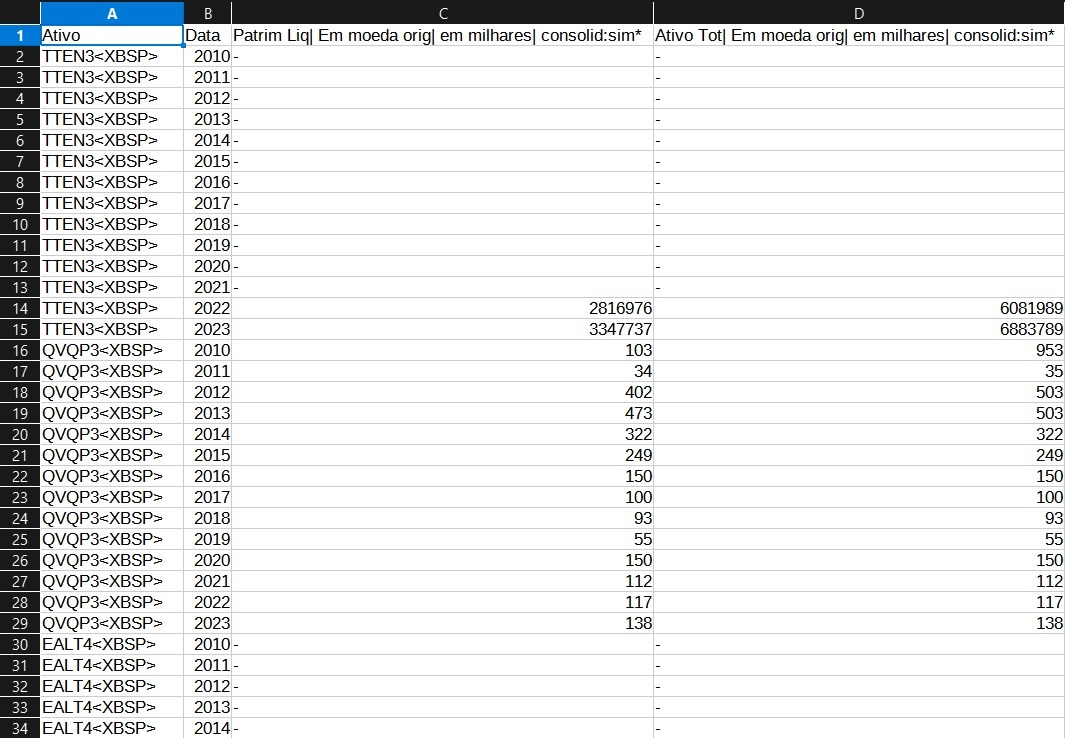 A B C D
1 Ativo Data Patrim Liq| Em moeda orig| em milhares| consolid:sim* Ativo Tot| Em moeda orig| em milhares| consolid:sim*
2 TTEN3<XBSP> 2010 - -
3 TTEN3<XBSP> 2011 - -
4 TTEN3<XBSP> 2012 - -
5 TTEN3<XBSP> 2013 - -
6 TTEN3<XBSP> 2014 - -
7 TTEN3<XBSP> 2015 - -
8 TTEN3<XBSP> 2016 - -
9 TTEN3<XBSP> 2017 - -
10 TTEN3<XBSP> 2018 - -
11 TTEN3<XBSP> 2019 - -
12 TTEN3<XBSP> 2020 - -
13 TTEN3<XBSP> 2021 - -
14 TTEN3<XBSP> 2022 2816976 6081989
15 TTEN3<XBSP> 2023 3347737 6883789
16 QVQP3<XBSP> 2010 103 953
17 QVQP3<XBSP> 2011 34 35
18 QVQP3<XBSP> 2012 402 503
19 QVQP3<XBSP> 2013 473 503
20 QVQP3<XBSP> 2014 322 322
21 QVQP3<XBSP> 2015 249 249
22 QVQP3<XBSP> 2016 150 150
23 QVQP3<XBSP> 2017 100 100
24 QVQP3<XBSP> 2018 93 93
25 QVQP3<XBSP> 2019 55 55
26 QVQP3<XBSP> 2020 150 150
27 QVQP3<XBSP> 2021 112 112
28 QVQP3<XBSP> 2022 117 117
29 QVQP3<XBSP> 2023 138 138
30 EALT4<XBSP> 2010 - -
31 EALT4<XBSP> 2011 - -
32 EALT4<XBSP> 2012 - -
33 EALT4<XBSP> 2013 - -
34 EALT4<XBSP> 2014 - -